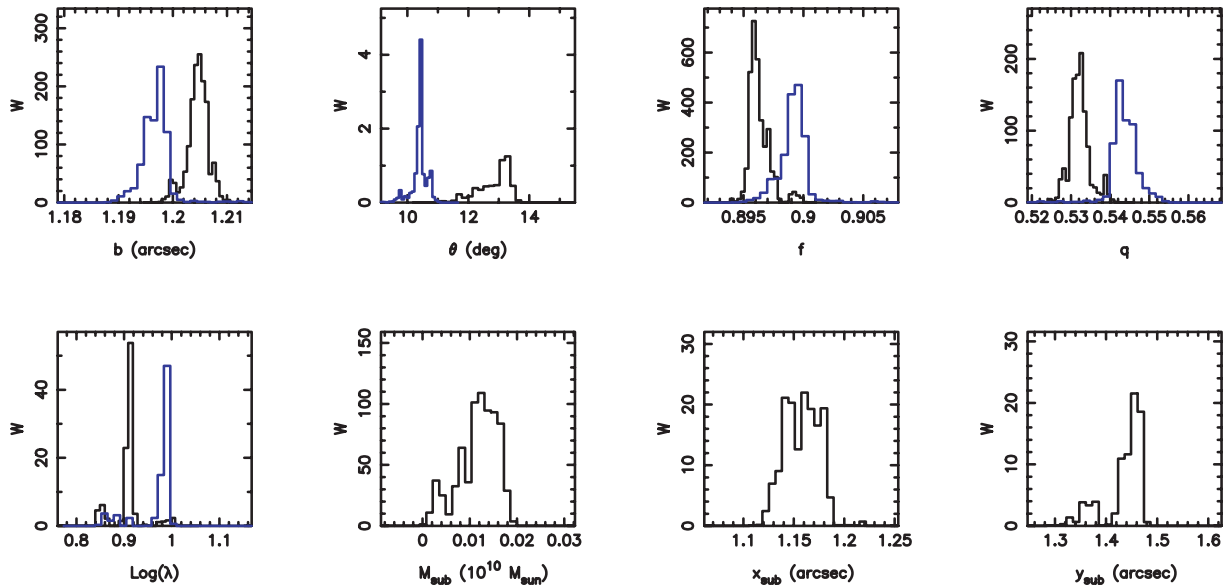 W
0 100 200 300
1.18 1.19 1.2 1.21
b (arcsec)
W
0 2 4
10 12 14
θ (deg)
W
0 200 400 600
0.895 0.9 0.905
f
W
0 100 200
0.52 0.53 0.54 0.55 0.56
q
W
0 20 40
0.8 0.9 1 1.1
Log(λ)
W
0 50 100 150
0 0.01 0.02 0.03
M_sub (10^10 M_sun)
W
0 10 20 30
1.1 1.15 1.2 1.25
x_sub (arcsec)
W
0 10 20 30
1.3 1.4 1.5 1.6
y_sub (arcsec)